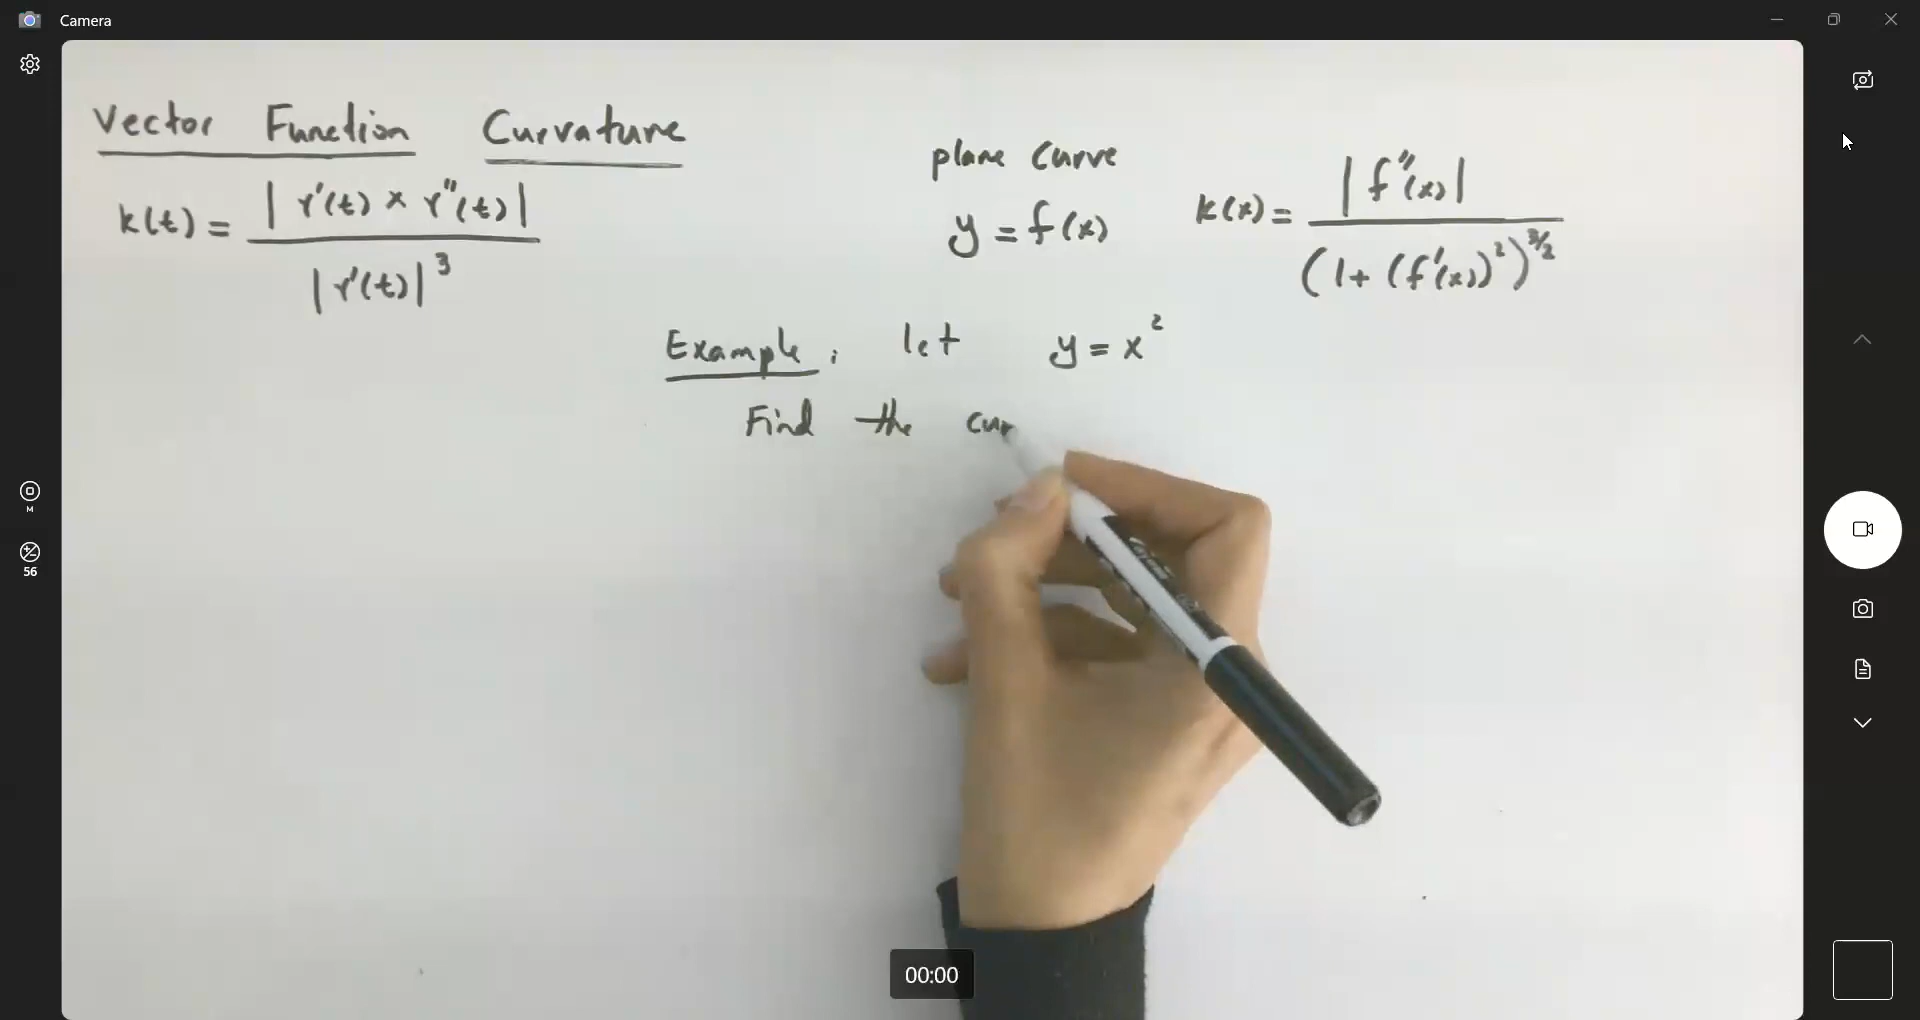 Camera
Vector Function Curvature
k(t) = | r'(t) × r"(t) | / | r'(t) |³
plane Curve
y = f(x)
k(x) = | f"(x) | / (1 + (f'(x))²)^3/2
Example: let y = x²
Find the cur
M
56
00:00